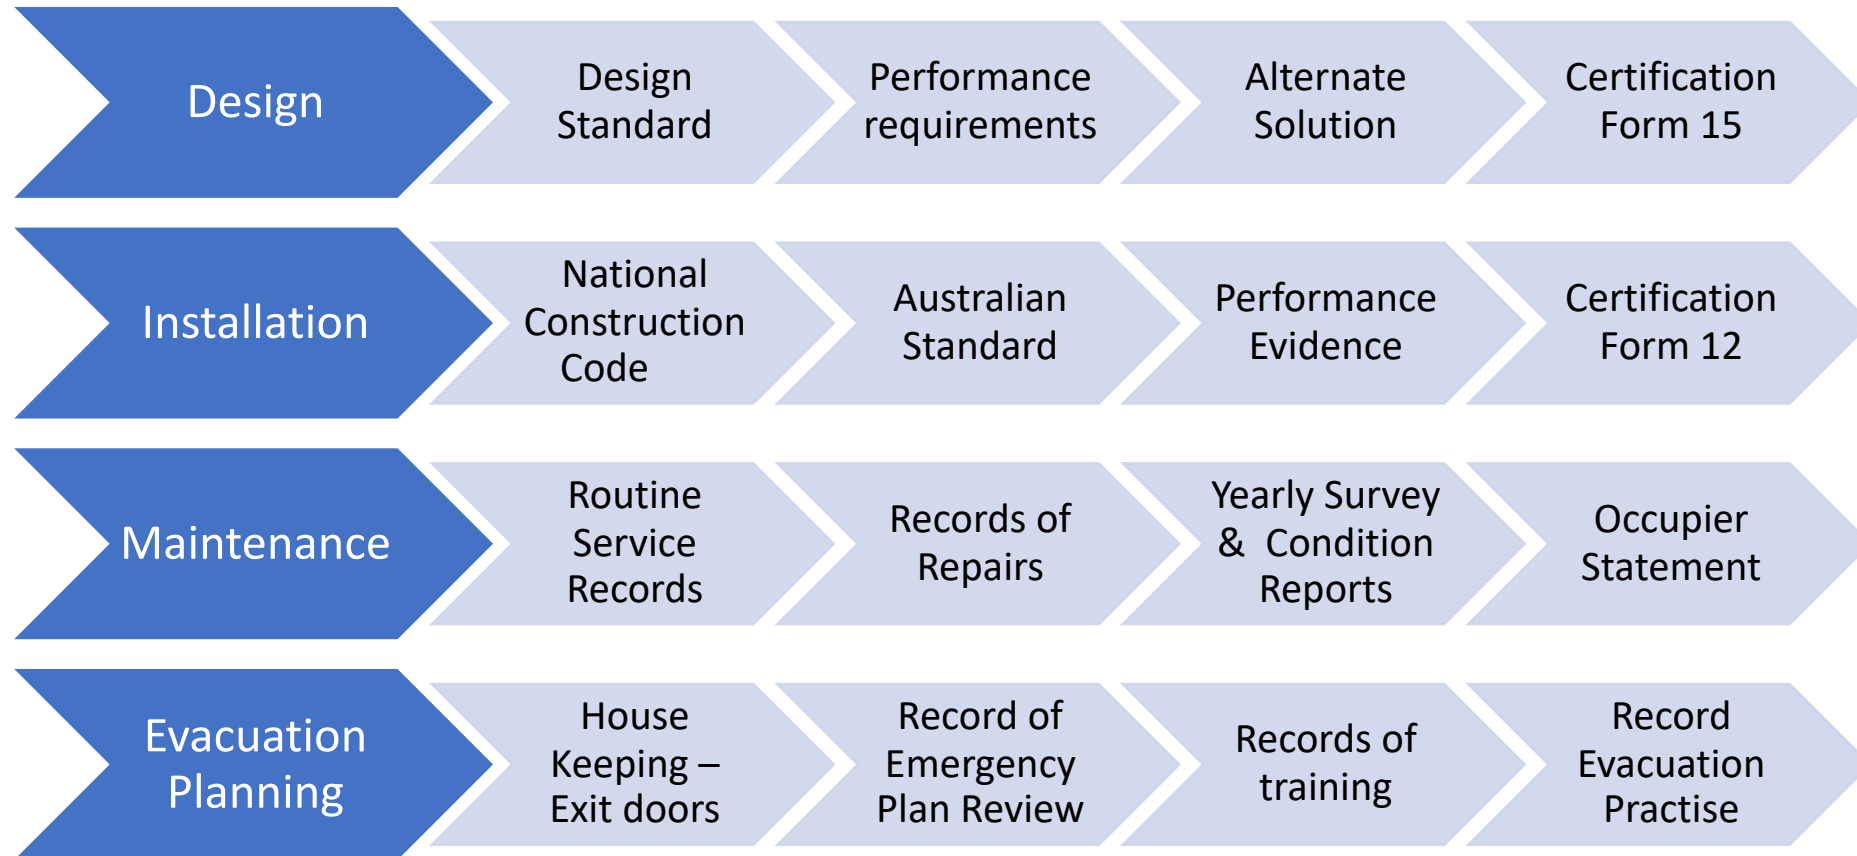 Design
Design
Standard
Performance
requirements
Alternate
Solution
Certification
Form 15
Installation
National
Construction
Code
Australian
Standard
Performance
Evidence
Certification
Form 12
Maintenance
Routine
Service
Records
Records of
Repairs
Yearly Survey
& Condition
Reports
Occupier
Statement
Evacuation
Planning
House
Keeping –
Exit doors
Record of
Emergency
Plan Review
Records of
training
Record
Evacuation
Practise